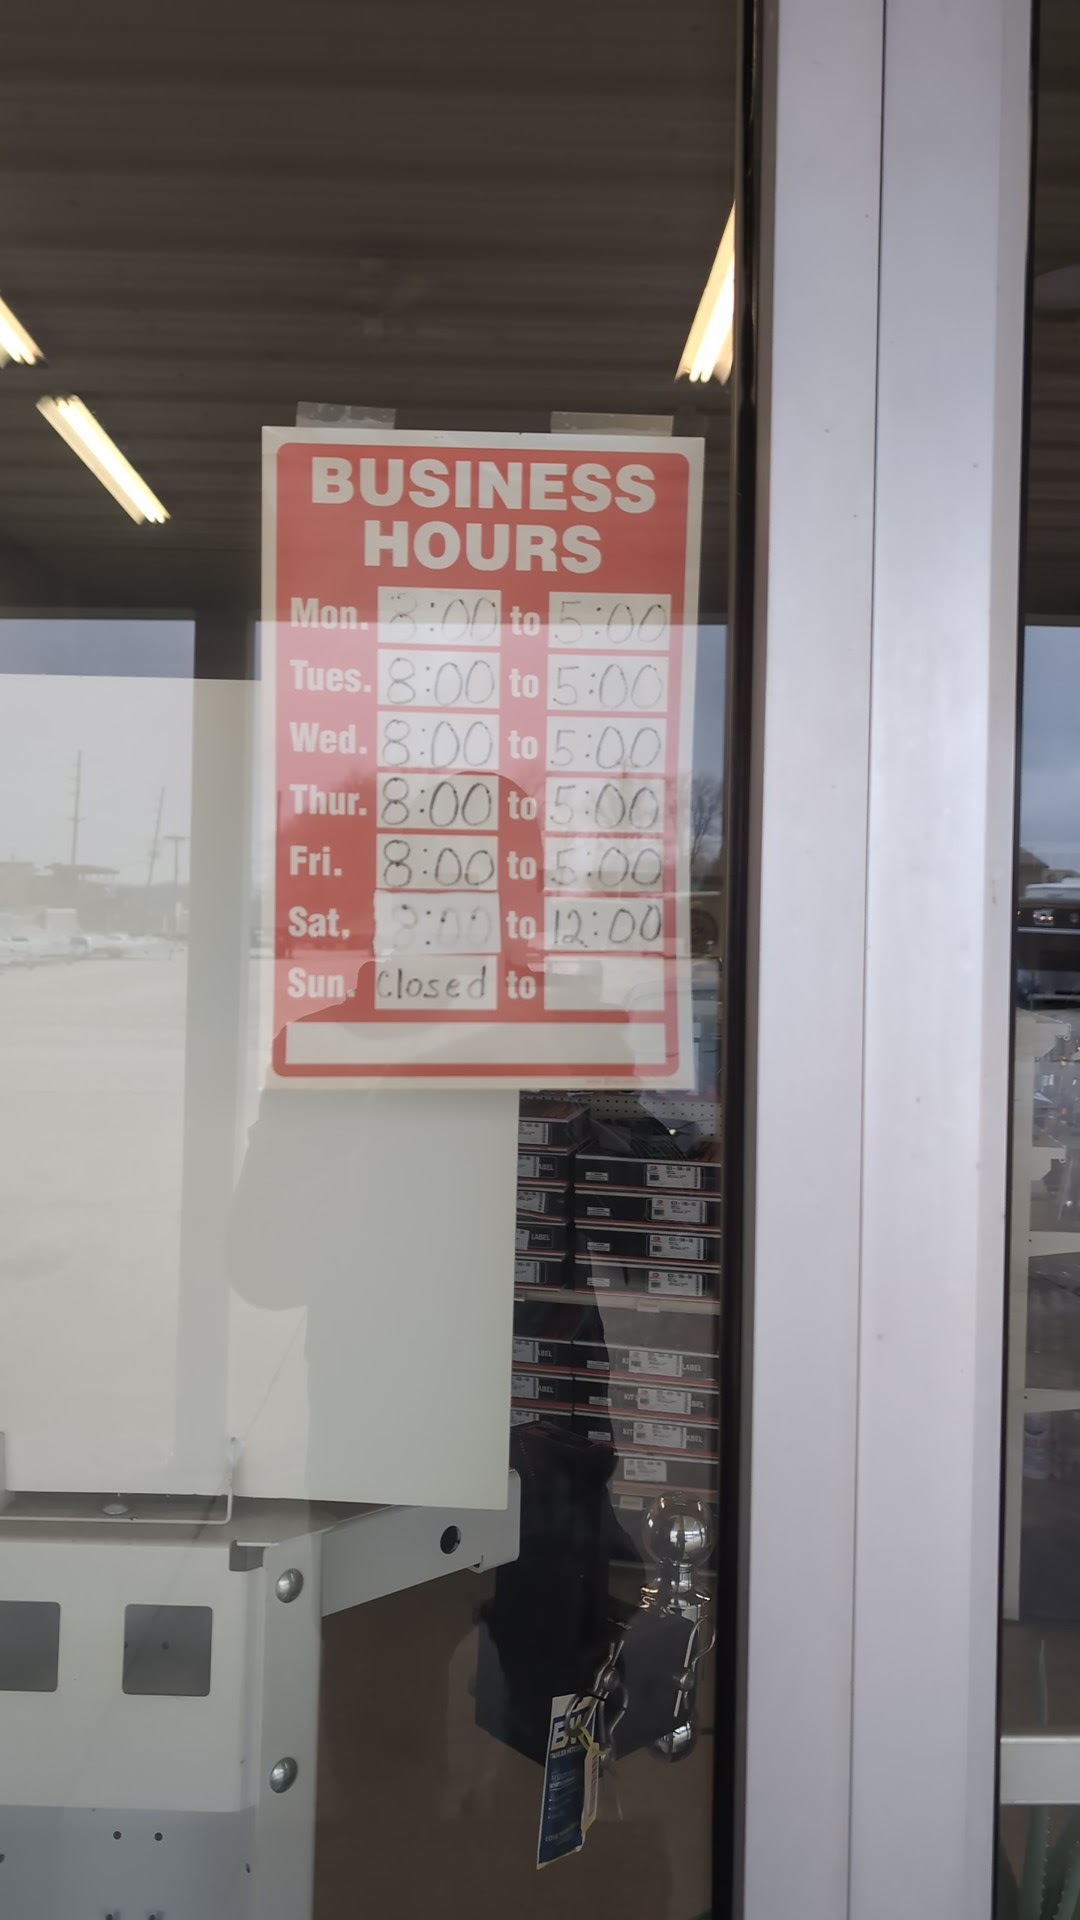 BUSINESS
HOURS
Mon. 8:00 to 5:00
Tues. 8:00 to 5:00
Wed. 8:00 to 5:00
Thur. 8:00 to 5:00
Fri. 8:00 to 5:00
Sat. 8:00 to 12:00
Sun. Closed to
LABEL